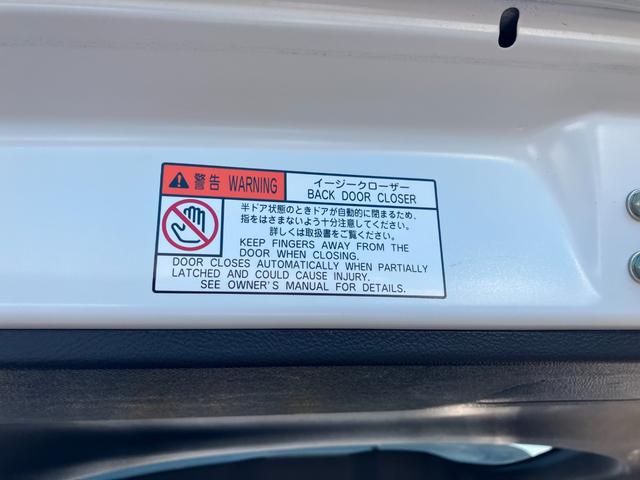 警告 WARNING
イージークローザー
BACK DOOR CLOSER
半ドア状態のときドアが自動的に閉まるため、
指をはさまないよう十分注意してください。
詳しくは取扱書をご覧ください。
KEEP FINGERS AWAY FROM THE
DOOR WHEN CLOSING.
DOOR CLOSES AUTOMATICALLY WHEN PARTIALLY
LATCHED AND COULD CAUSE INJURY.
SEE OWNER'S MANUAL FOR DETAILS.